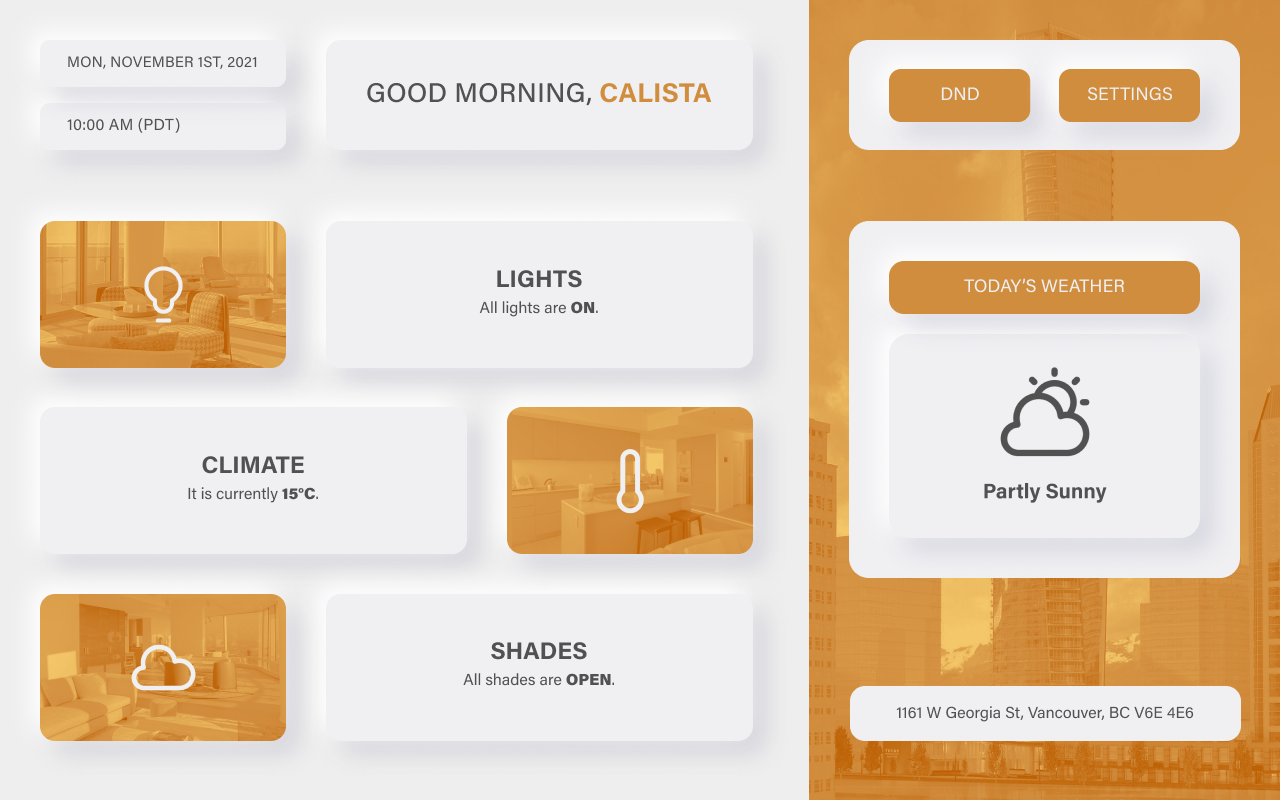 MON, NOVEMBER 1ST, 2021
10:00 AM (PDT)
GOOD MORNING, CALISTA
DND
SETTINGS
LIGHTS
All lights are ON.
TODAY'S WEATHER
Partly Sunny
CLIMATE
It is currently 15°C.
SHADES
All shades are OPEN.
1161 W Georgia St, Vancouver, BC V6E 4E6